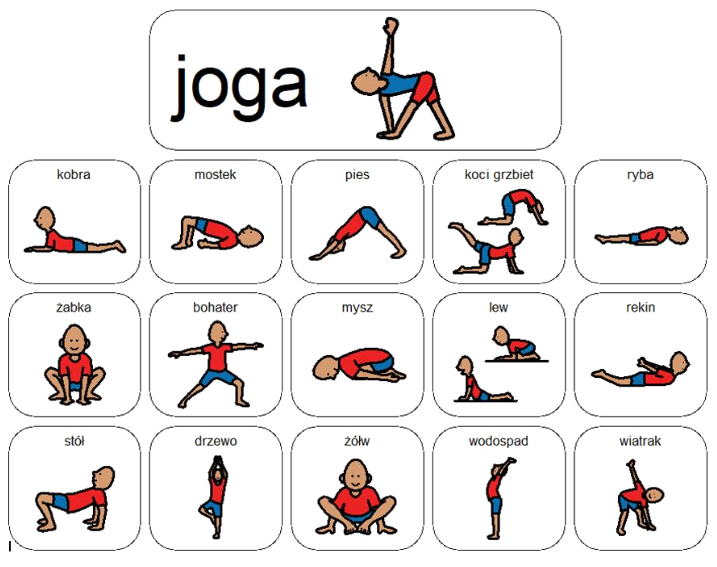 joga
kobra
mostek
pies
koci grzbiet
ryba
żabka
bohater
mysz
lew
rekin
stół
drzewo
żółw
wodospad
wiatrak